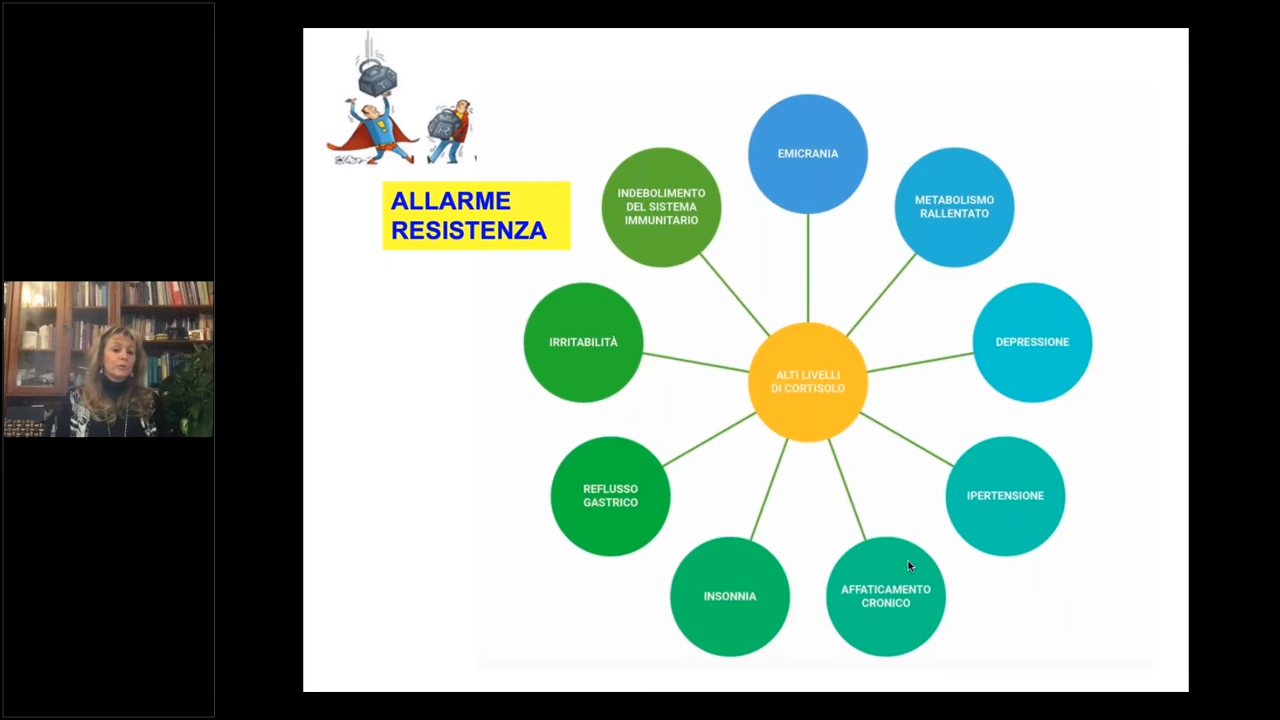 ALLARME
RESISTENZA
EMICRANIA
METABOLISMO
RALLENTATO
DEPRESSIONE
IPERTENSIONE
AFFATICAMENTO
CRONICO
INSONNIA
REFLUSSO
GASTRICO
IRRITABILITÀ
INDEBOLIMENTO
DEL SISTEMA
IMMUNITARIO
ALTI LIVELLI
DI CORTISOLO